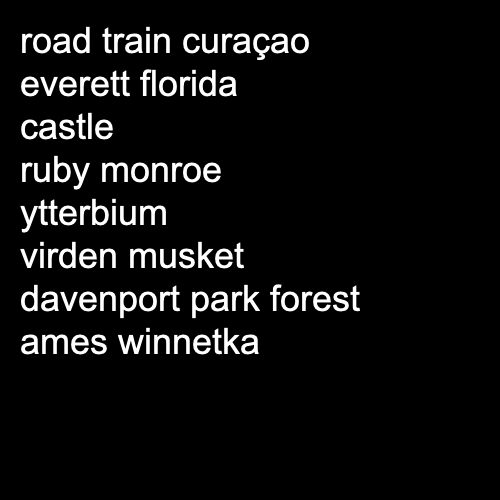 road train curaçao
everett florida
castle
ruby monroe
ytterbium
virden musket
davenport park forest
ames winnetka